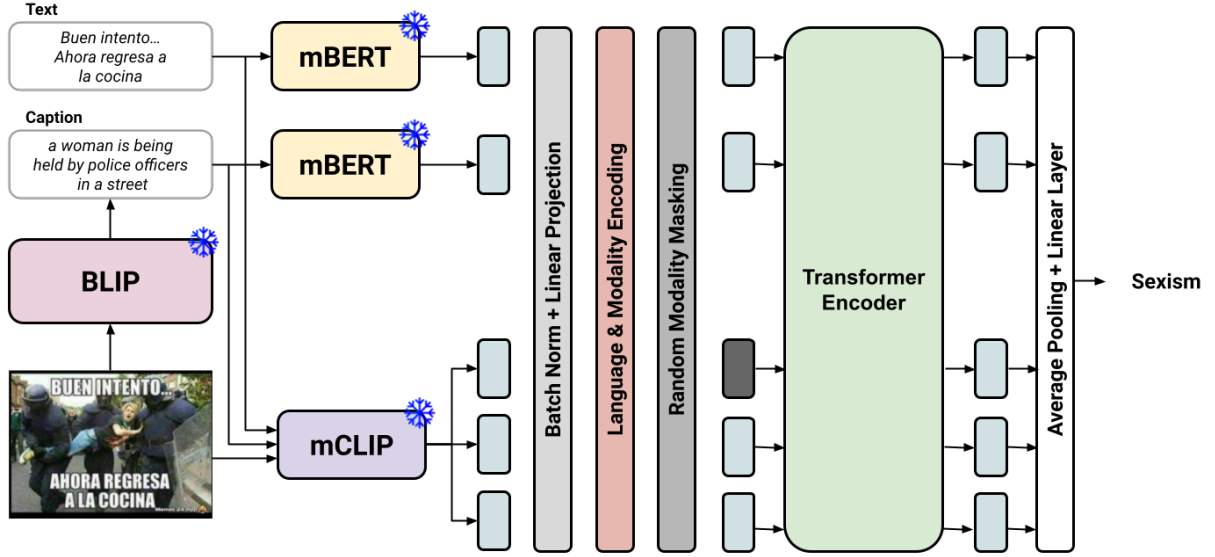 Text
Buen intento...
Ahora regresa a
la cocina
mBERT
Caption
a woman is being
held by police officers
in a street
mBERT
BLIP
BUEN INTENTO...
AHORA REGRESA
A LA COCINA
mCLIP
Batch Norm + Linear Projection
Language & Modality Encoding
Random Modality Masking
Transformer
Encoder
Average Pooling + Linear Layer
Sexism